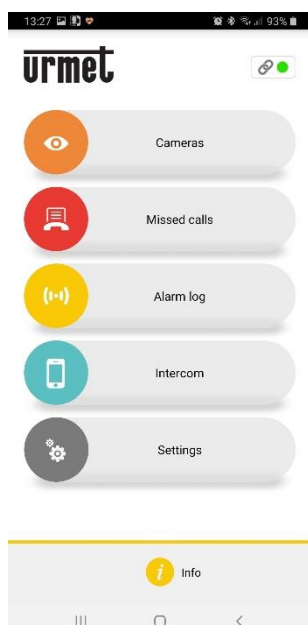 13:27 93%
urmet
Cameras
Missed calls
Alarm log
Intercom
Settings
i Info